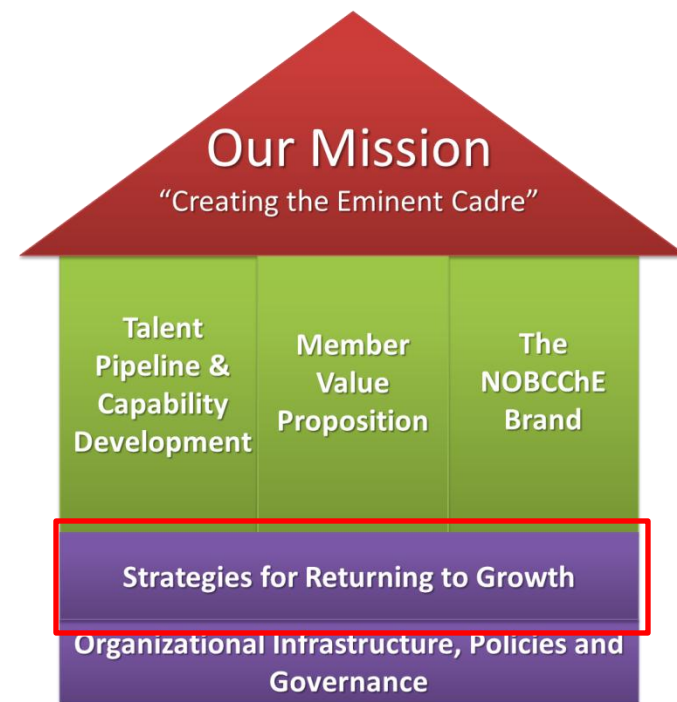 Our Mission
“Creating the Eminent Cadre”
Talent
Pipeline &
Capability
Development
Member
Value
Proposition
The
NOBCChE
Brand
Strategies for Returning to Growth
Organizational Infrastructure, Policies and
Governance